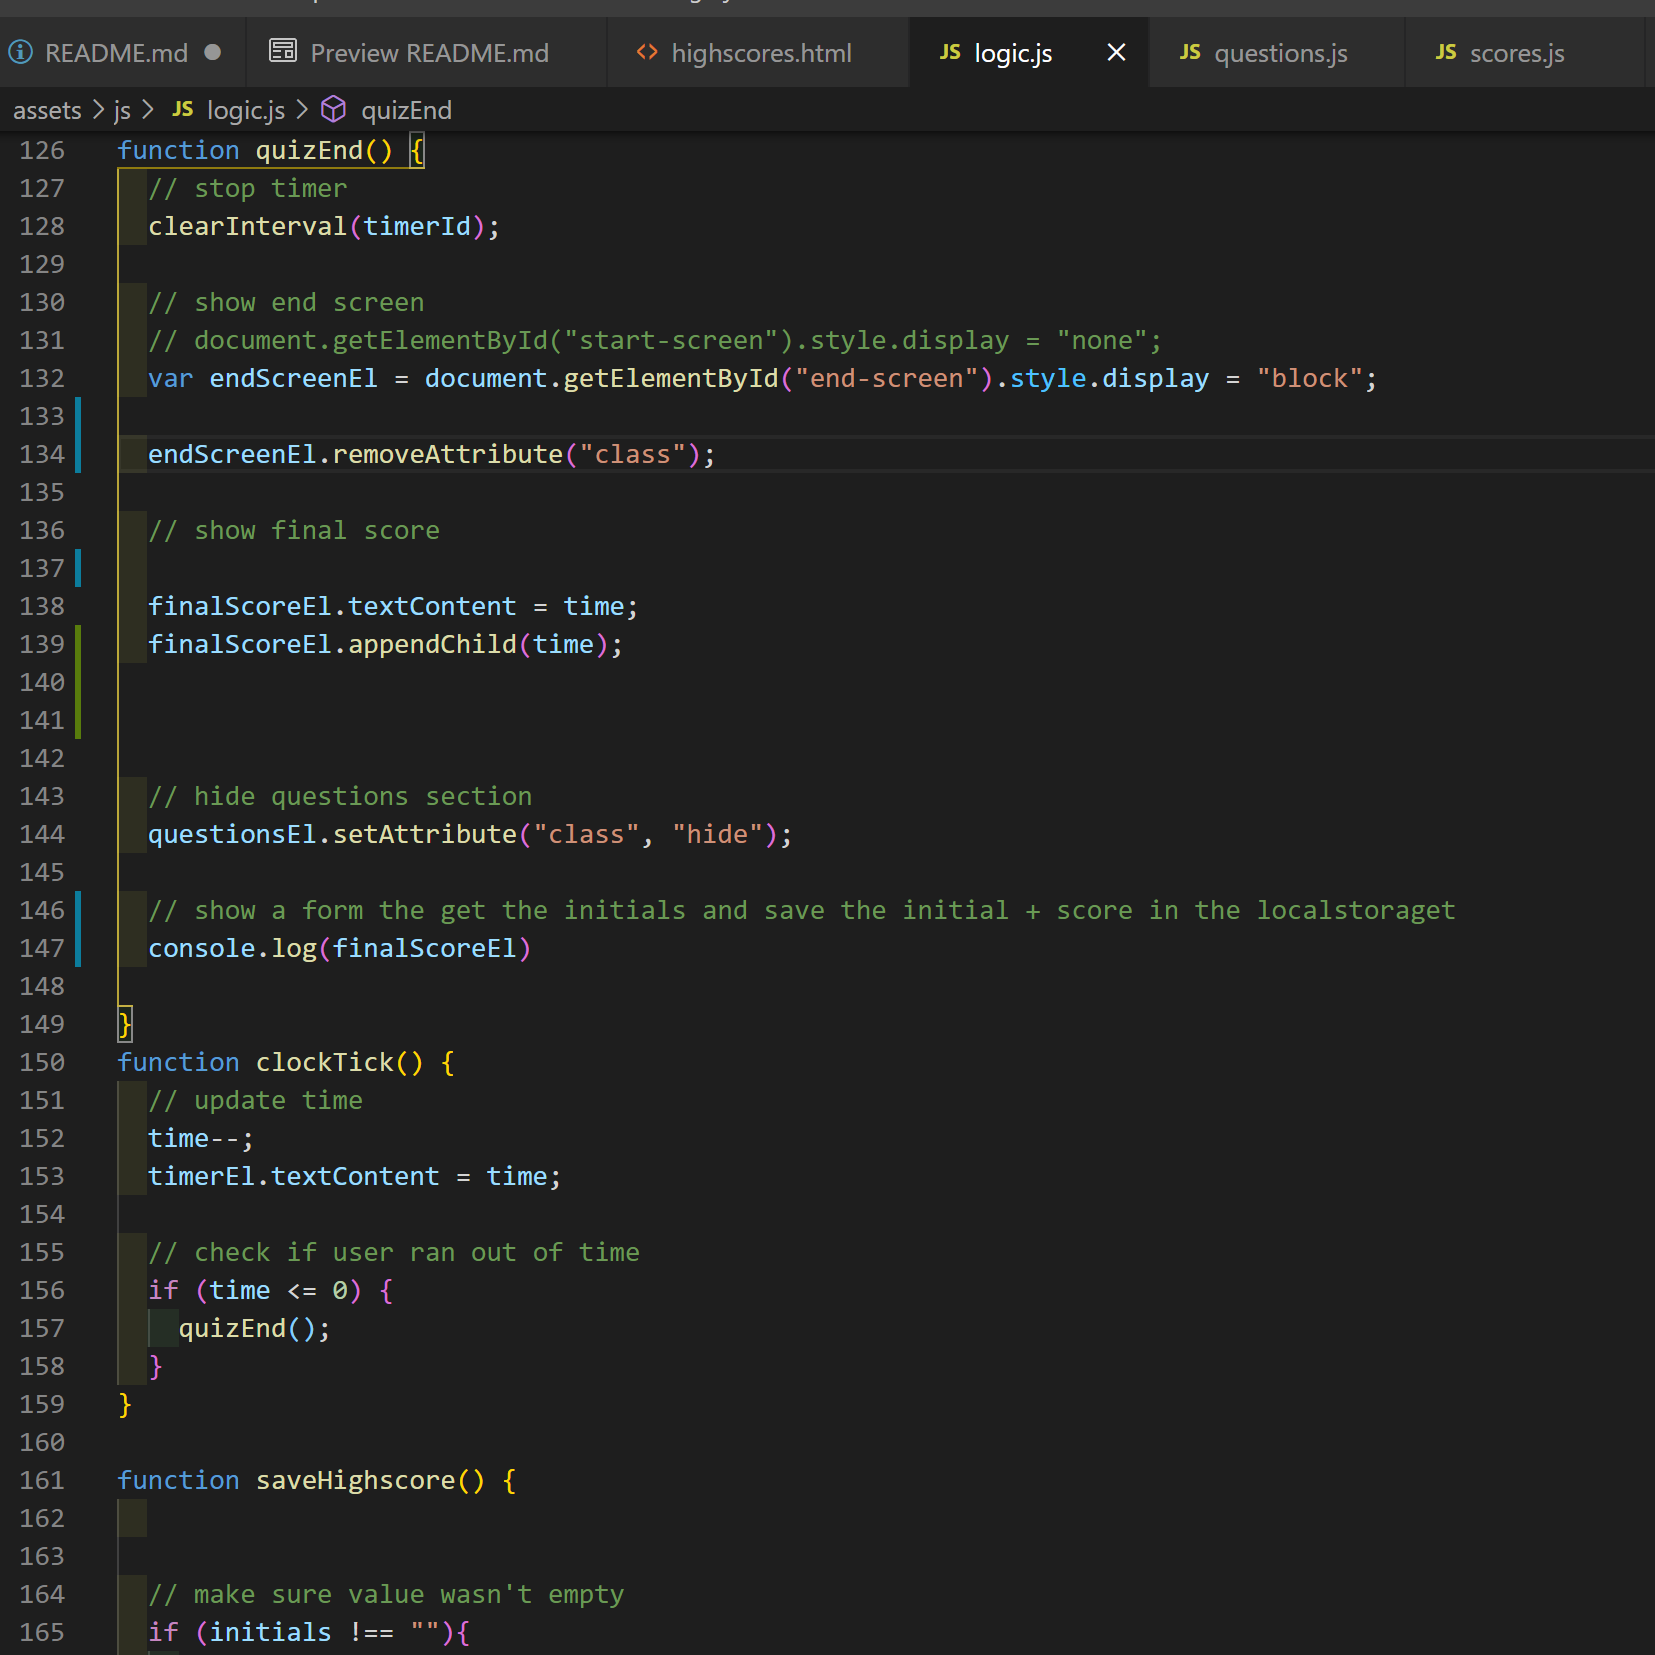 README.md
Preview README.md
<> highscores.html
JS logic.js
JS questions.js
JS scores.js
assets > js > JS logic.js > quizEnd
126 function quizEnd() {
127 // stop timer
128 clearInterval(timerId);
129
130 // show end screen
131 // document.getElementById("start-screen").style.display = "none";
132 var endScreenEl = document.getElementById("end-screen").style.display = "block";
133
134 endScreenEl.removeAttribute("class");
135
136 // show final score
137
138 finalScoreEl.textContent = time;
139 finalScoreEl.appendChild(time);
140
141
142
143 // hide questions section
144 questionsEl.setAttribute("class", "hide");
145
146 // show a form the get the initials and save the initial + score in the localstoraget
147 console.log(finalScoreEl)
148
149 }
150 function clockTick() {
151 // update time
152 time--;
153 timerEl.textContent = time;
154
155 // check if user ran out of time
156 if (time <= 0) {
157 quizEnd();
158 }
159 }
160
161 function saveHighscore() {
162
163
164 // make sure value wasn't empty
165 if (initials !== ""){